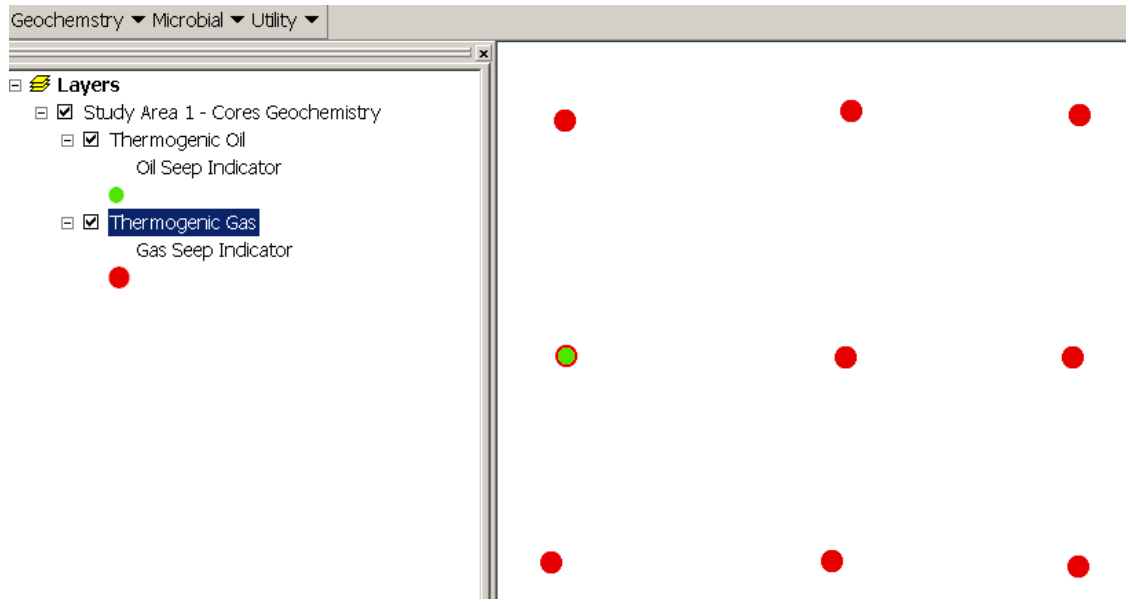 Geochemstry Microbial Utility
Layers
Study Area 1 - Cores Geochemistry
Thermogenic Oil
Oil Seep Indicator
Thermogenic Gas
Gas Seep Indicator